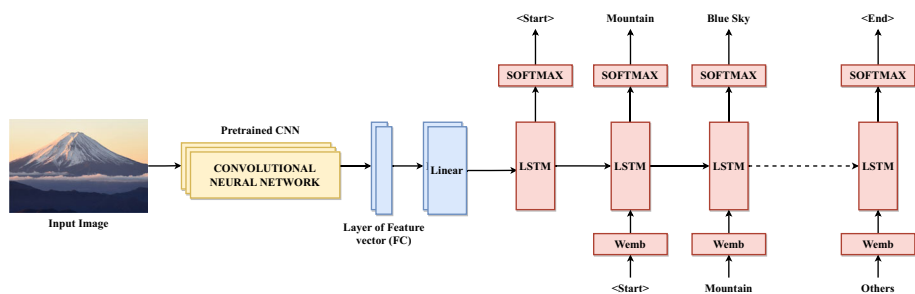 <Start>
Mountain
Blue Sky
<End>
SOFTMAX
SOFTMAX
SOFTMAX
SOFTMAX
Pretrained CNN
CONVOLUTIONAL
NEURAL NETWORK
Linear
LSTM
LSTM
LSTM
LSTM
Input Image
Layer of Feature
vector (FC)
Wemb
Wemb
Wemb
<Start>
Mountain
Others